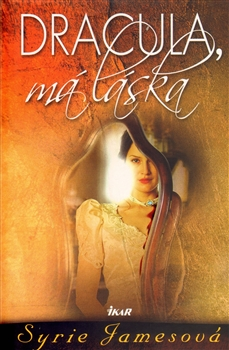 DRACULA,
má láska
IKAR
Syrie Jamesová